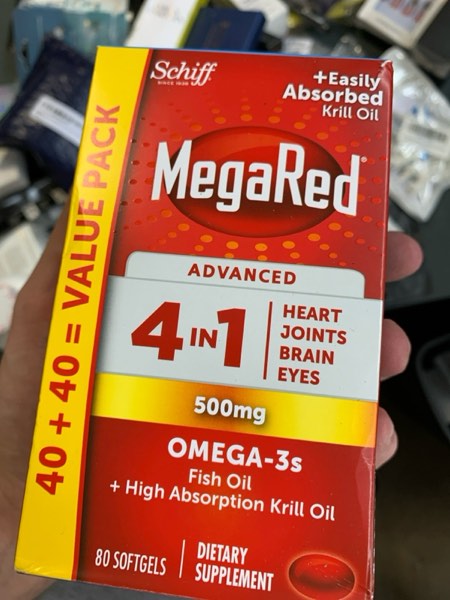 Schiff
SINCE 1936
+Easily
Absorbed
Krill Oil
MegaRed
ADVANCED
4 IN 1
HEART
JOINTS
BRAIN
EYES
500mg
OMEGA-3s
Fish Oil
+ High Absorption Krill Oil
80 SOFTGELS
DIETARY
SUPPLEMENT
40 + 40 = VALUE PACK